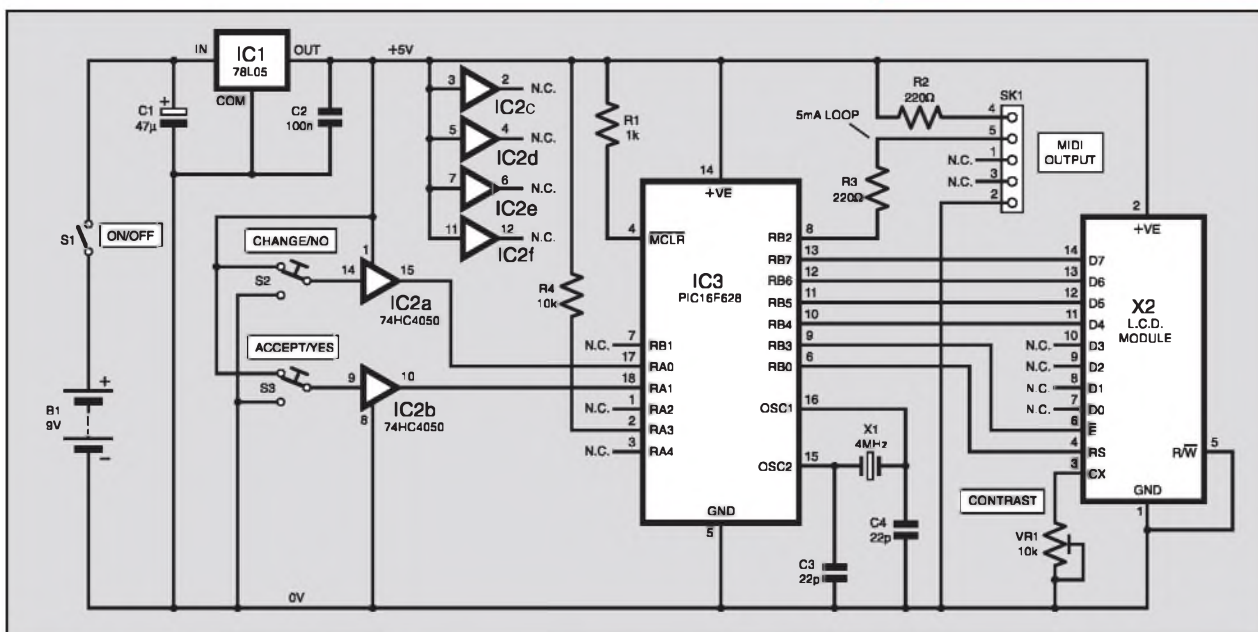 IN
IC1
78L05
OUT
COM
+5V
C1
47µ
+
C2
100n
3
2
N.C.
IC2c
5
4
N.C.
IC2d
7
6
N.C.
IC2e
11
12
N.C.
IC2f
R1
1k
R2
220Ω
5mA LOOP
R3
220Ω
SK1
4
5
N.C.
1
N.C.
3
2
MIDI
OUTPUT
S1
ON/OFF
CHANGE/NO
S2
14
1
15
IC2a
74HC4050
ACCEPT/YES
S3
9
10
8
IC2b
74HC4050
R4
10k
B1
9V
+
–
0V
14
+VE
4
MCLR
IC3
PIC16F628
N.C.
7
RB1
17
RA0
18
RA1
N.C.
1
RA2
2
RA3
N.C.
3
RA4
GND
5
RB2
8
RB7
13
RB6
12
RB5
11
RB4
10
RB3
9
RB0
6
OSC1
16
OSC2
15
X1
4MHz
C3
22p
C4
22p
2
+VE
X2
L.C.D.
MODULE
14
D7
13
D6
12
D5
11
D4
N.C.
10
D3
N.C.
9
D2
N.C.
8
D1
N.C.
7
D0
6
E
4
RS
3
CX
R/W
5
GND
1
CONTRAST
VR1
10k